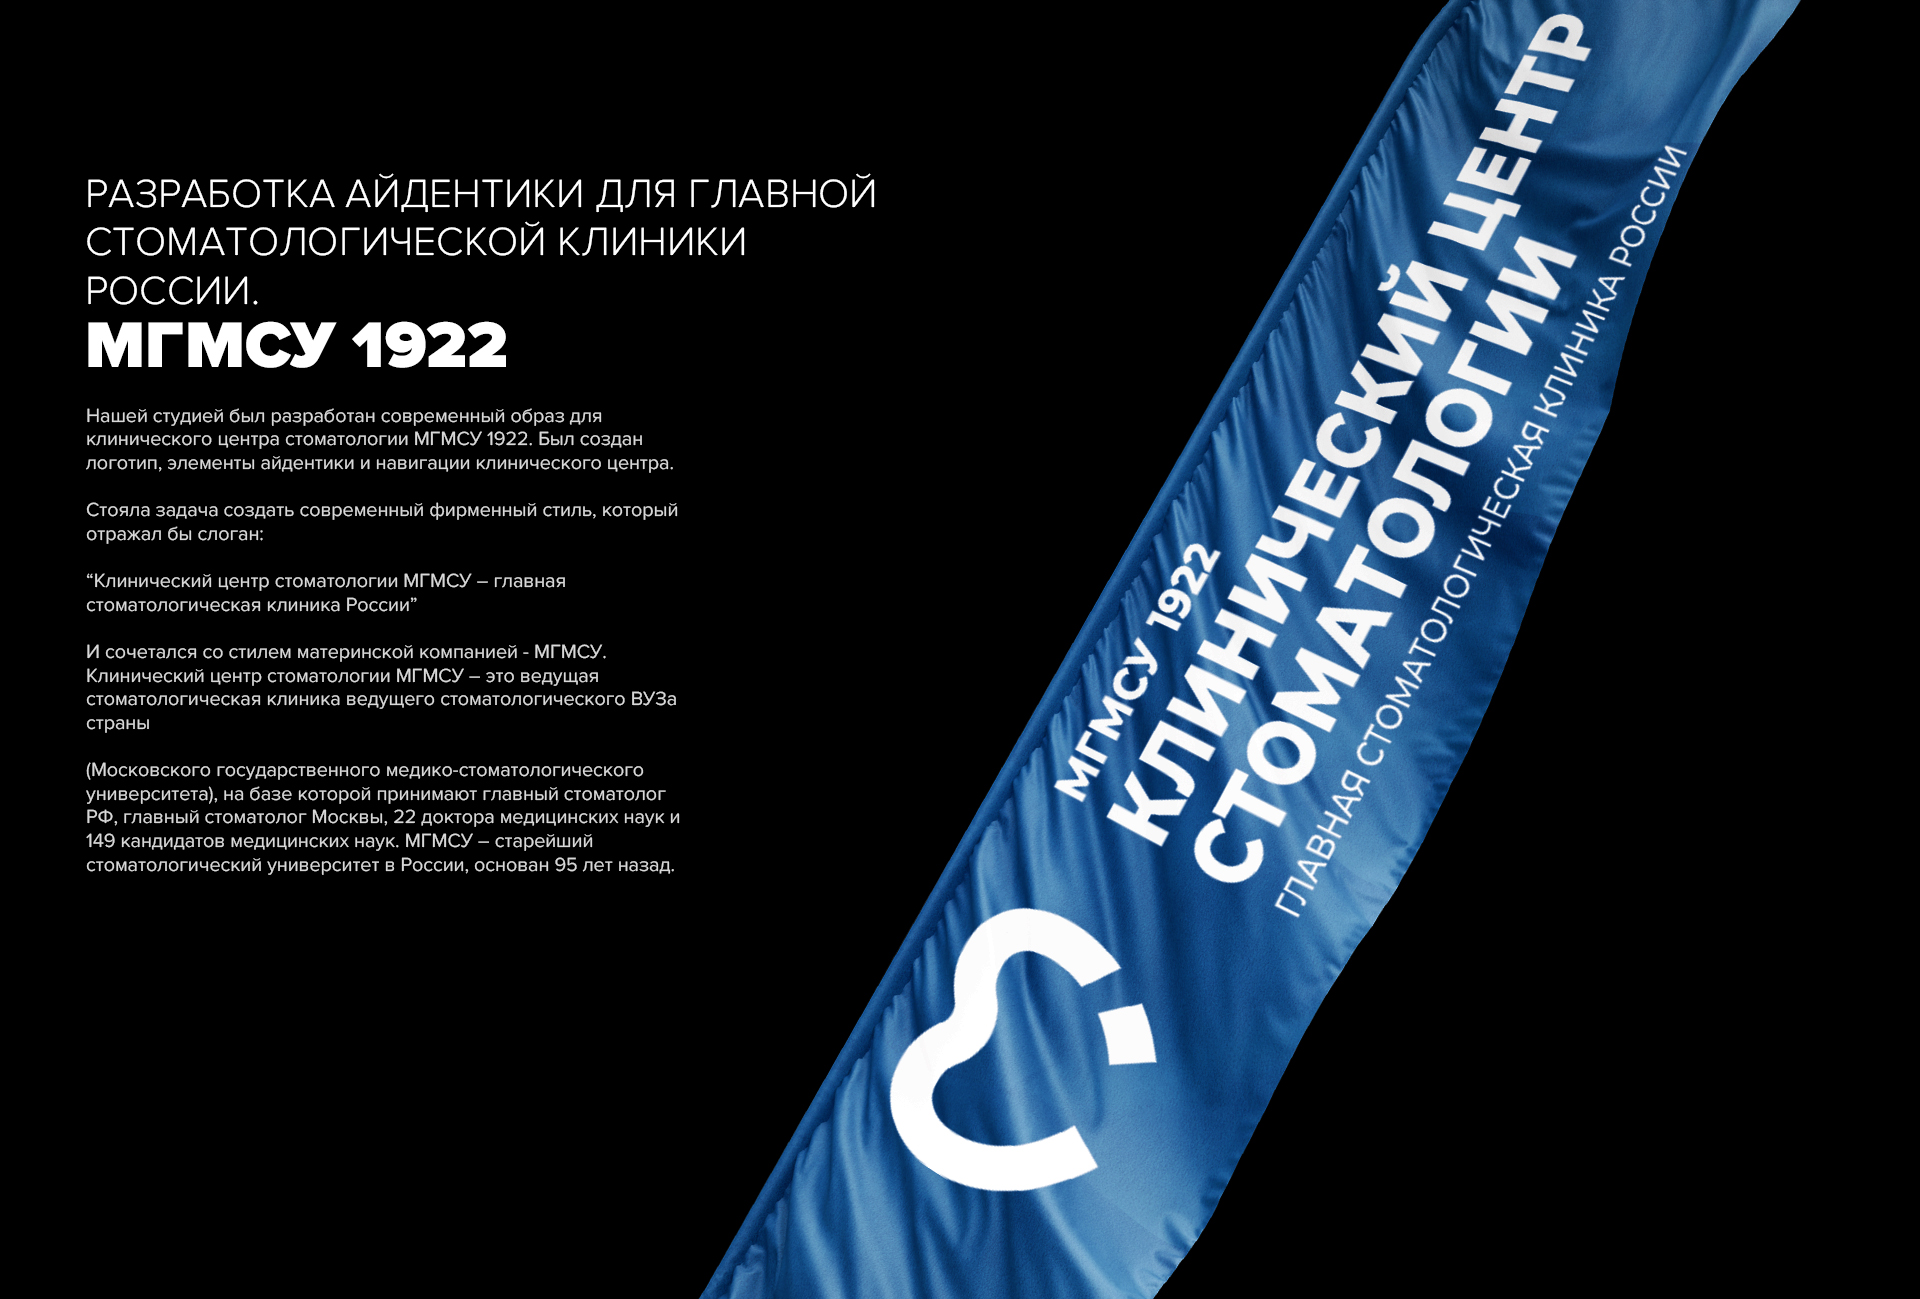 РАЗРАБОТКА АЙДЕНТИКИ ДЛЯ ГЛАВНОЙ
СТОМАТОЛОГИЧЕСКОЙ КЛИНИКИ
РОССИИ.
МГМСУ 1922
Нашей студией был разработан современный образ для
клинического центра стоматологии МГМСУ 1922. Был создан
логотип, элементы айдентики и навигации клинического центра.
Стояла задача создать современный фирменный стиль, который
отражал бы слоган:
“Клинический центр стоматологии МГМСУ – главная
стоматологическая клиника России”
И сочетался со стилем материнской компанией - МГМСУ.
Клинический центр стоматологии МГМСУ – это ведущая
стоматологическая клиника ведущего стоматологического ВУЗа
страны
(Московского государственного медико-стоматологического
университета), на базе которой принимают главный стоматолог
РФ, главный стоматолог Москвы, 22 доктора медицинских наук и
149 кандидатов медицинских наук. МГМСУ – старейший
стоматологический университет в России, основан 95 лет назад.
МГМСУ 1922
КЛИНИЧЕСКИЙ ЦЕНТР
СТОМАТОЛОГИИ
ГЛАВНАЯ СТОМАТОЛОГИЧЕСКАЯ КЛИНИКА РОССИИ